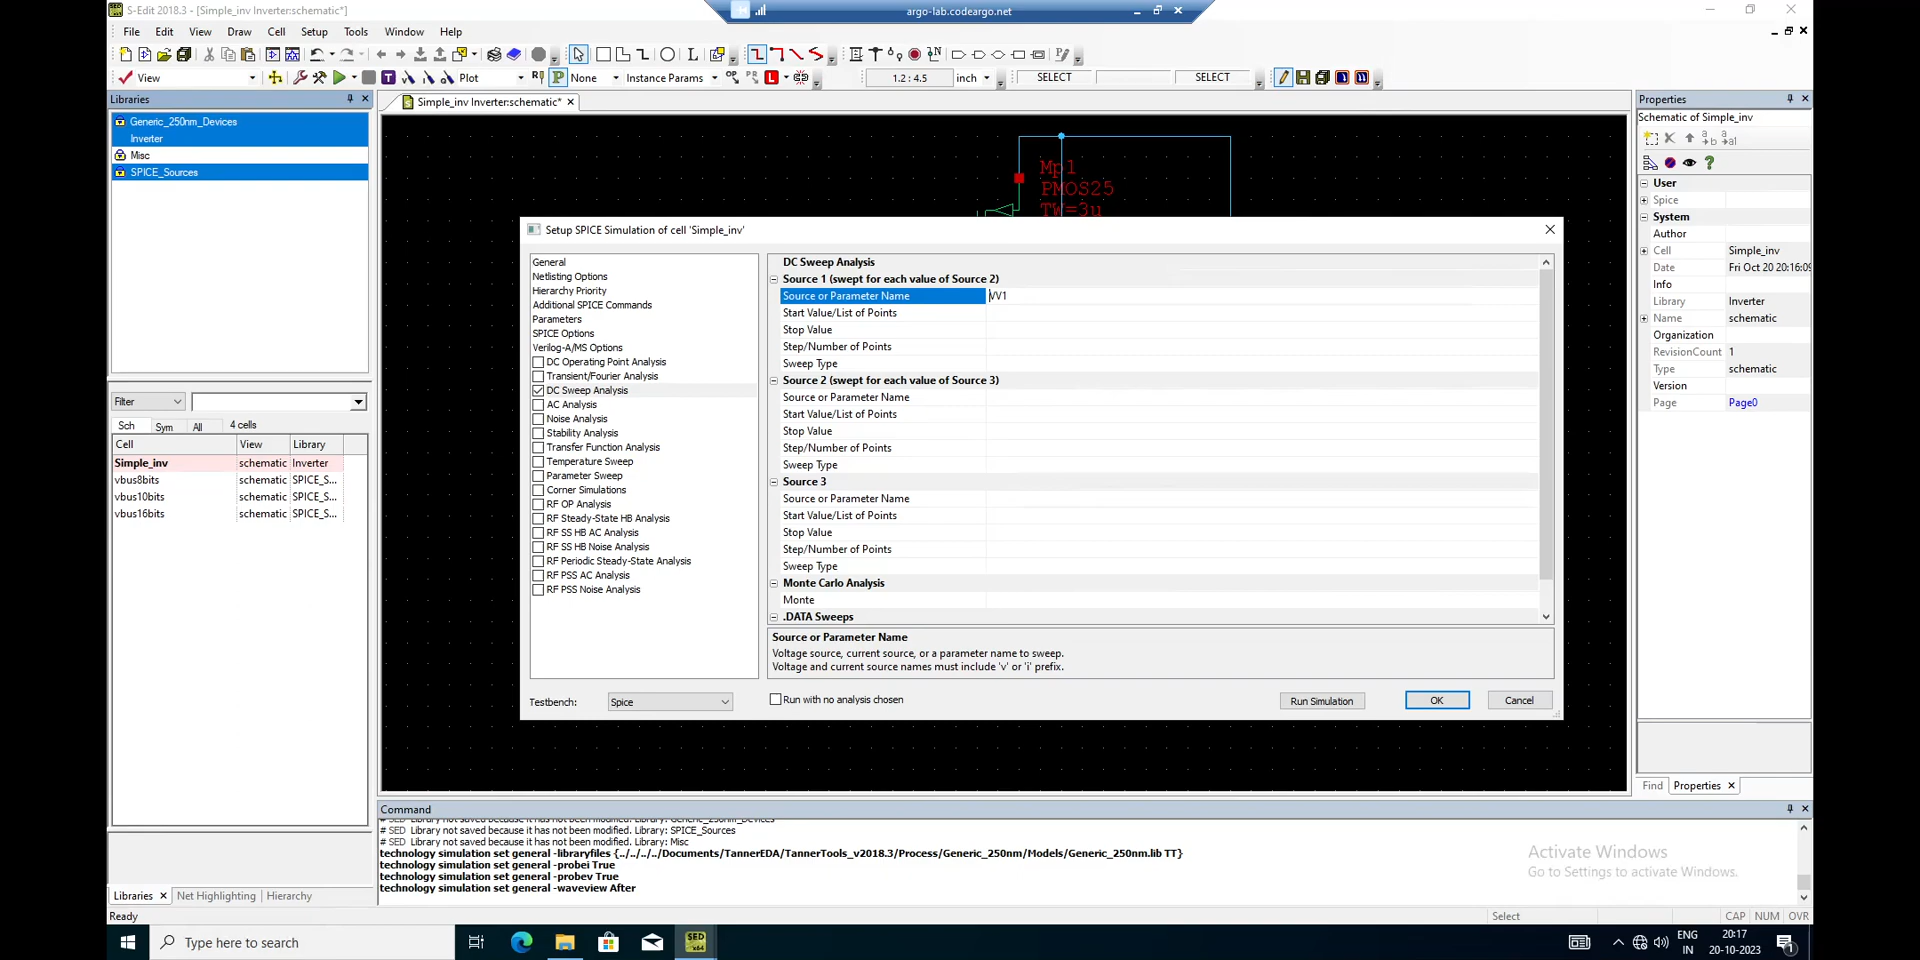 S-Edit 2018.3 - [Simple_inv Inverter:schematic*]
argo-lab.codeargo.net
File Edit View Draw Cell Setup Tools Window Help
View
Plot
None
Instance Params
1.2 : 4.5
inch
SELECT
SELECT
Libraries
Generic_250nm_Devices
Inverter
Misc
SPICE_Sources
Filter
Sch Sym All 4 cells
Cell View Library
Simple_inv schematic Inverter
vbus8bits schematic SPICE_S...
vbus10bits schematic SPICE_S...
vbus16bits schematic SPICE_S...
Libraries Net Highlighting Hierarchy
Simple_inv Inverter:schematic*
Mp1
PMOS25
TW=3u
Setup SPICE Simulation of cell 'Simple_inv'
General
Netlisting Options
Hierarchy Priority
Additional SPICE Commands
Parameters
SPICE Options
Verilog-A/MS Options
DC Operating Point Analysis
Transient/Fourier Analysis
DC Sweep Analysis
AC Analysis
Noise Analysis
Stability Analysis
Transfer Function Analysis
Temperature Sweep
Parameter Sweep
Corner Simulations
RF OP Analysis
RF Steady-State HB Analysis
RF SS HB AC Analysis
RF SS HB Noise Analysis
RF Periodic Steady-State Analysis
RF PSS AC Analysis
RF PSS Noise Analysis
DC Sweep Analysis
Source 1 (swept for each value of Source 2)
Source or Parameter Name VV1
Start Value/List of Points
Stop Value
Step/Number of Points
Sweep Type
Source 2 (swept for each value of Source 3)
Source or Parameter Name
Start Value/List of Points
Stop Value
Step/Number of Points
Sweep Type
Source 3
Source or Parameter Name
Start Value/List of Points
Stop Value
Step/Number of Points
Sweep Type
Monte Carlo Analysis
Monte
.DATA Sweeps
Source or Parameter Name
Voltage source, current source, or a parameter name to sweep.
Voltage and current source names must include 'v' or 'i' prefix.
Testbench: Spice
Run with no analysis chosen
Run Simulation OK Cancel
Properties
Schematic of Simple_inv
User
Spice
System
Author
Cell Simple_inv
Date Fri Oct 20 20:16:09
Info
Library Inverter
Name schematic
Organization
RevisionCount 1
Type schematic
Version
Page Page0
Find Properties
Command
# SED Library not saved because it has not been modified. Library: Generic_250nm_Devices
# SED Library not saved because it has not been modified. Library: SPICE_Sources
# SED Library not saved because it has not been modified. Library: Misc
technology simulation set general -libraryfiles {../../../../Documents/TannerEDA/TannerTools_v2018.3/Process/Generic_250nm/Models/Generic_250nm.lib TT}
technology simulation set general -probei True
technology simulation set general -probev True
technology simulation set general -waveview After
Activate Windows
Go to Settings to activate Windows.
Ready
Select
CAP NUM OVR
Type here to search
SED
x64
ENG
IN
20:17
20-10-2023
1